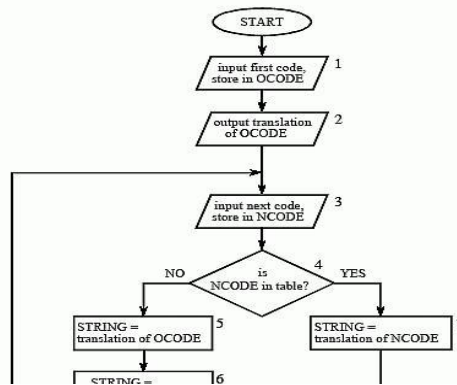 START
input first code,
store in OCODE
1
output translation
of OCODE
2
input next code,
store in NCODE
3
is
NCODE in table?
4
NO
YES
STRING =
translation of OCODE
5
STRING =
translation of NCODE
STRING =
6